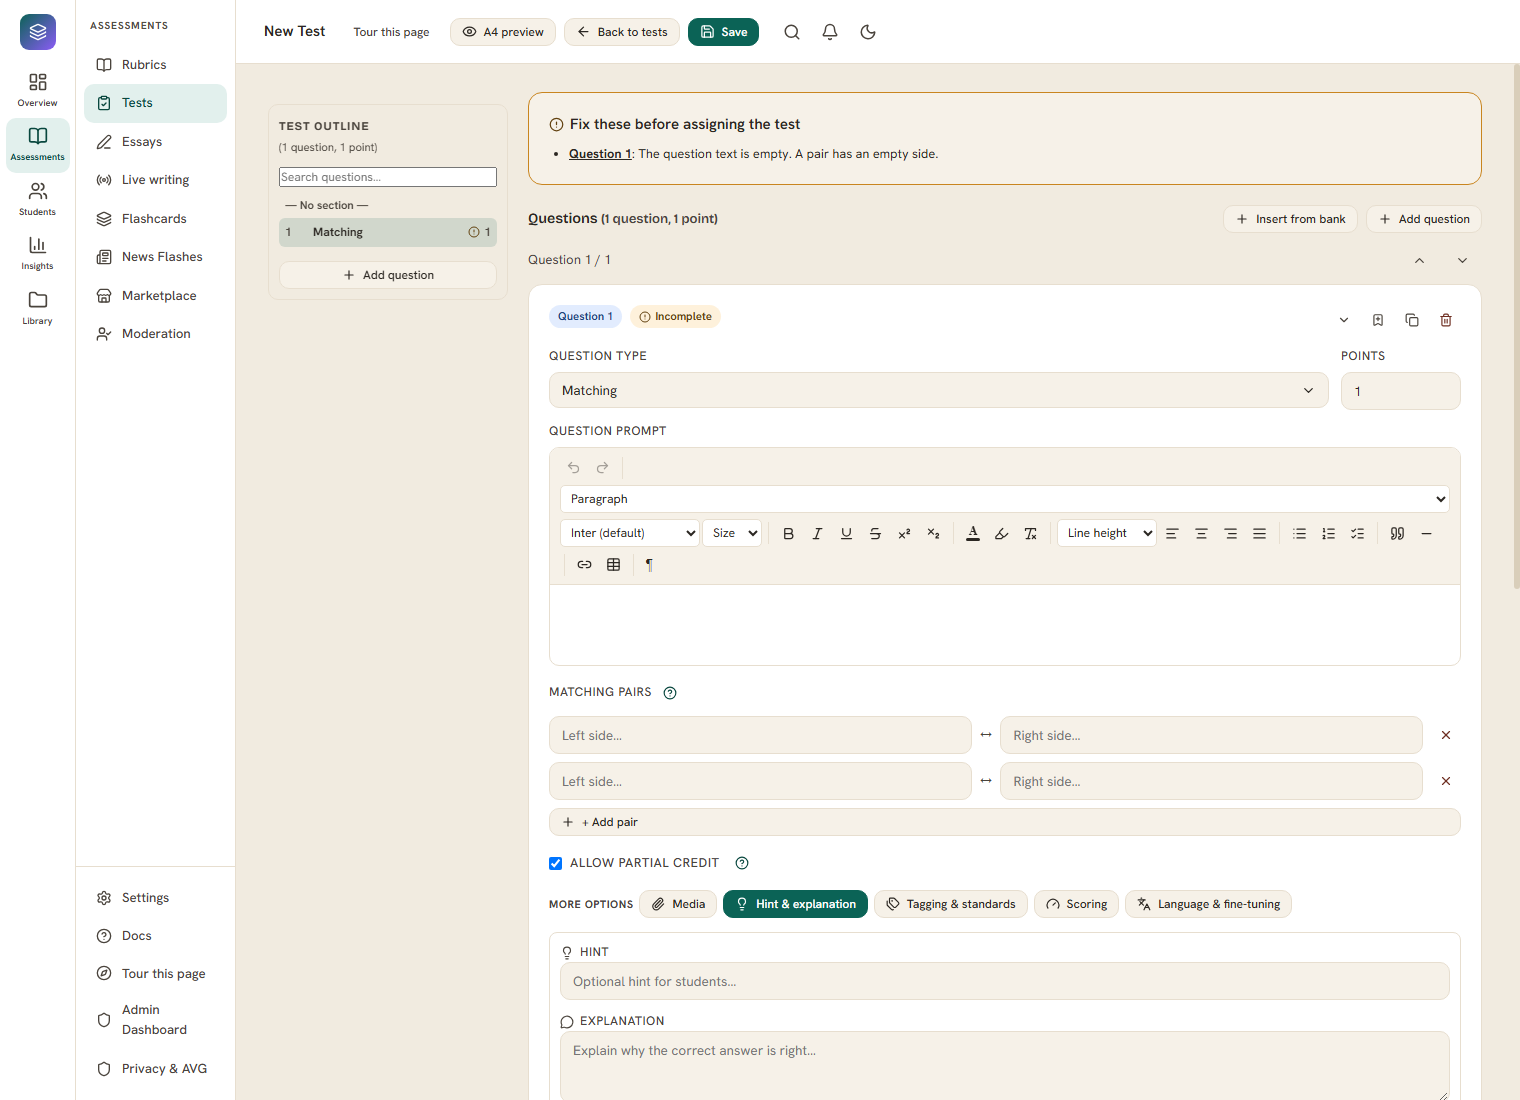 New Test
Tour this page
A4 preview
Back to tests
Save
Overview
Assessments
Students
Insights
Library
ASSESSMENTS
Rubrics
Tests
Essays
Live writing
Flashcards
News Flashes
Marketplace
Moderation
Settings
Docs
Tour this page
Admin
Dashboard
Privacy & AVG
TEST OUTLINE
(1 question, 1 point)
Search questions...
— No section —
1 Matching 1
Add question
Fix these before assigning the test
• Question 1: The question text is empty. A pair has an empty side.
Questions (1 question, 1 point)
Insert from bank
Add question
Question 1 / 1
Question 1
Incomplete
QUESTION TYPE
POINTS
Matching
1
QUESTION PROMPT
Paragraph
Inter (default)
Size
Line height
MATCHING PAIRS
Left side...
Right side...
Left side...
Right side...
+ Add pair
ALLOW PARTIAL CREDIT
MORE OPTIONS
Media
Hint & explanation
Tagging & standards
Scoring
Language & fine-tuning
HINT
Optional hint for students...
EXPLANATION
Explain why the correct answer is right...